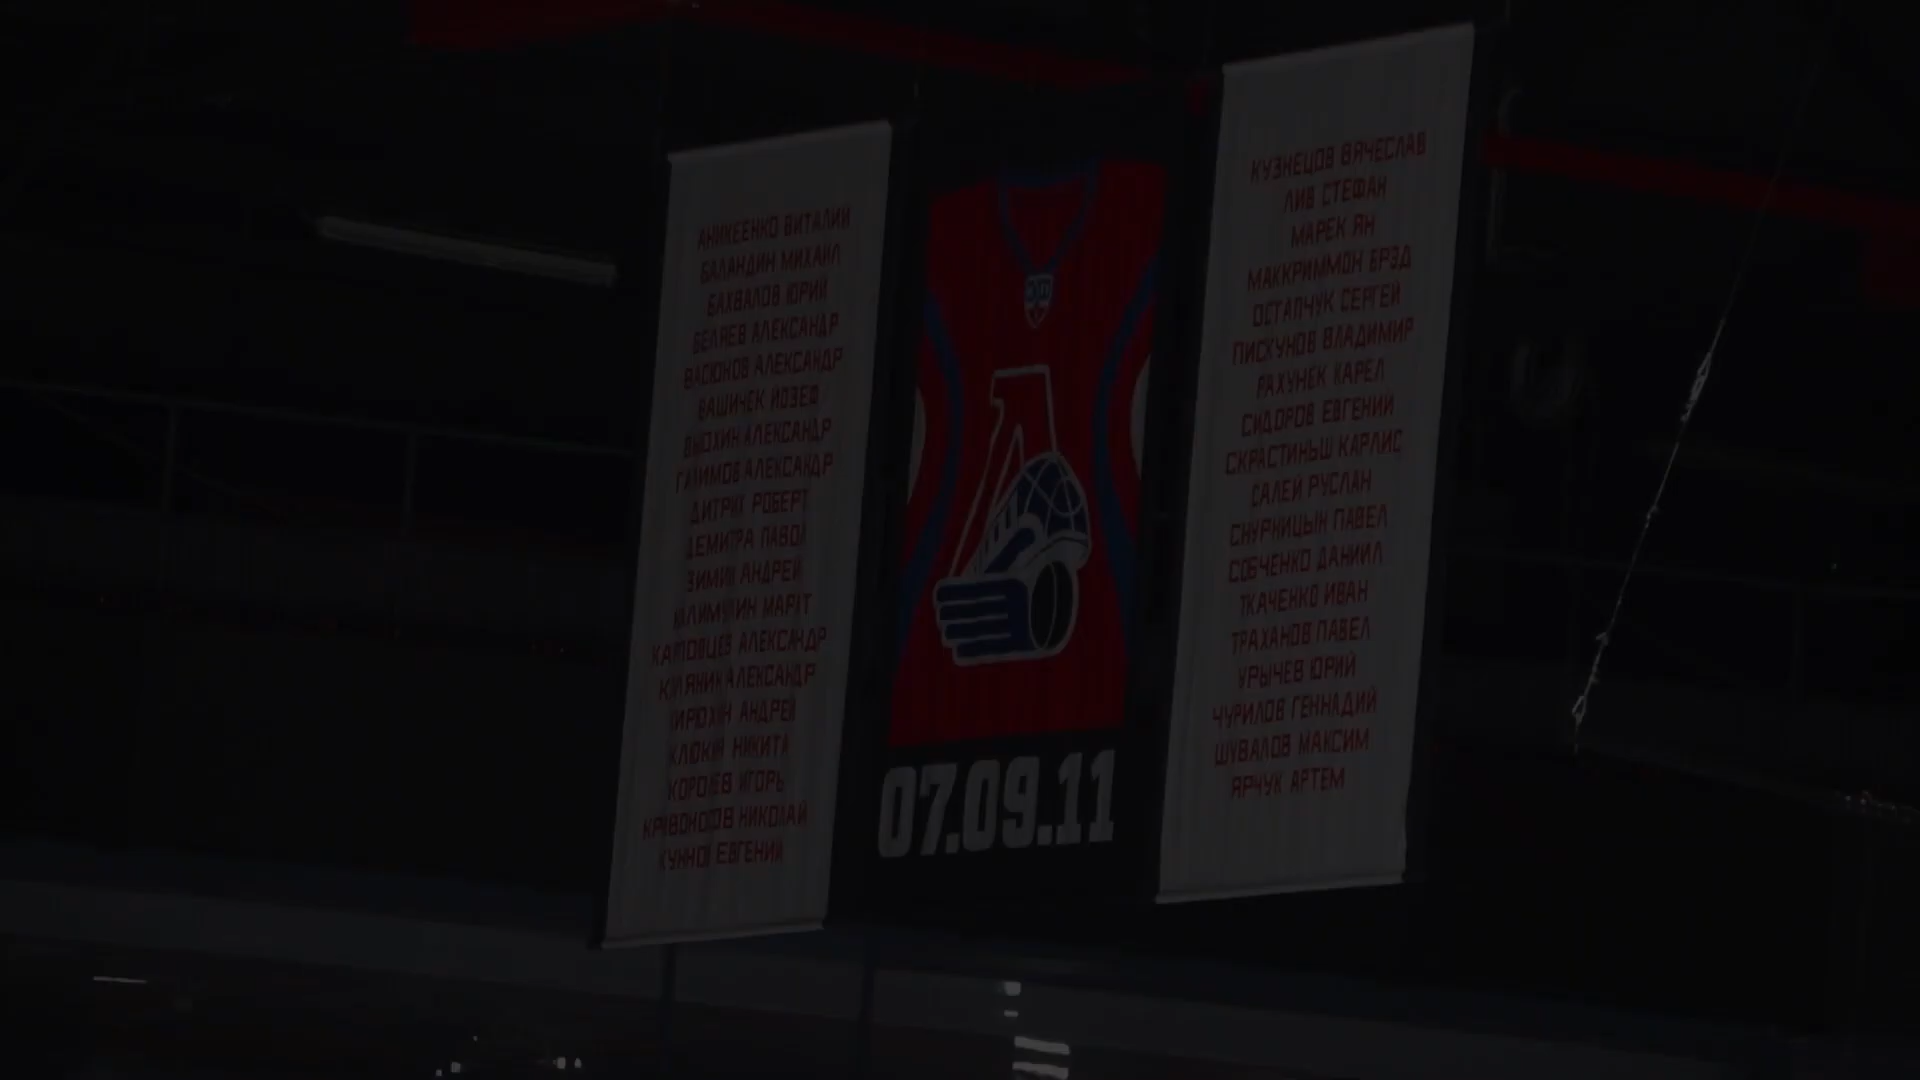 АНИКЕЕНКО ВИТАЛИЙ
БАЛАНДИН МИХАИЛ
БАХВАЛОВ ЮРИЙ
БЕЛЯЕВ АЛЕКСАНДР
ВАСЮНОВ АЛЕКСАНДР
ВАШИЧЕК ЙОЗЕФ
ВЬЮХИН АЛЕКСАНДР
ГАЛИМОВ АЛЕКСАНДР
ДИТРИХ РОБЕРТ
ДЕМИТРА ПАВОЛ
ЗИМИН АНДРЕЙ
КАЛИМУЛИН МАРАТ
КАРПОВЦЕВ АЛЕКСАНДР
КАЛЯНИН АЛЕКСАНДР
КИРЮХИН АНДРЕЙ
КЛЮКИН НИКИТА
КОРОЛЕВ ИГОРЬ
КРИВОНОСОВ НИКОЛАЙ
КУННОВ ЕВГЕНИЙ
07.09.11
КУЗНЕЦОВ ВЯЧЕСЛАВ
ЛИВ СТЕФАН
МАРЕК ЯН
МАККРИММОН БРЭД
ОСТАПЧУК СЕРГЕЙ
ПИСКУНОВ ВЛАДИМИР
РАХУНЕК КАРЕЛ
СИДОРОВ ЕВГЕНИЙ
СКРАСТИНЬШ КАРЛИС
САЛЕЙ РУСЛАН
СНУРНИЦЫН ПАВЕЛ
СОБЧЕНКО ДАНИИЛ
ТКАЧЕНКО ИВАН
ТРАХАНОВ ПАВЕЛ
УРЫЧЕВ ЮРИЙ
ЧУРИЛОВ ГЕННАДИЙ
ШУВАЛОВ МАКСИМ
ЯРЧУК АРТЕМ